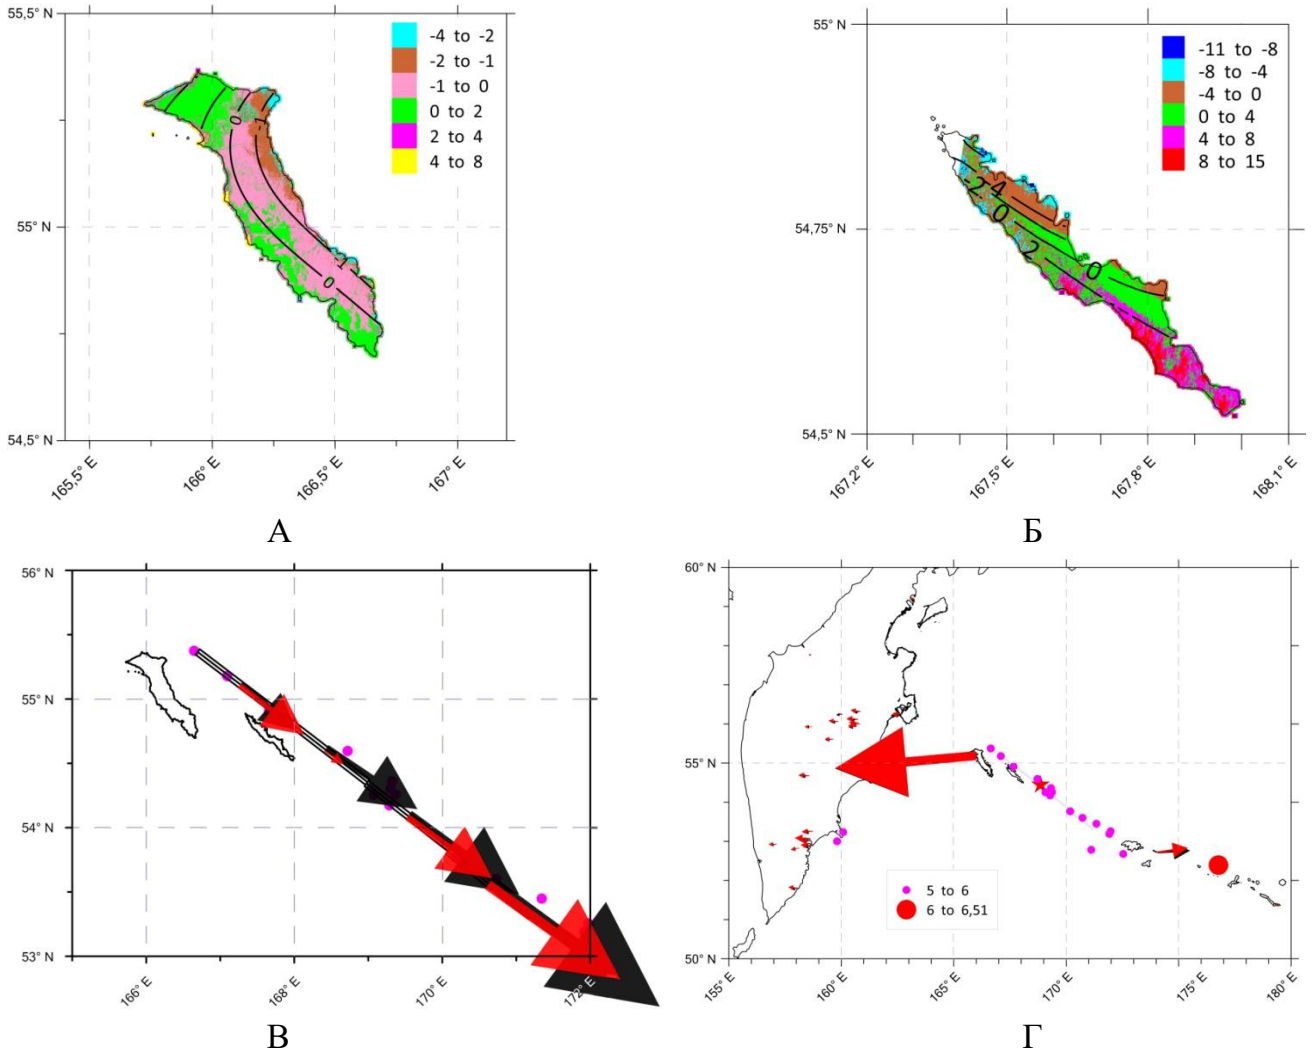 55,5° N
55° N
54,5° N
165,5° E
166° E
166,5° E
167° E
-4 to -2
-2 to -1
-1 to 0
0 to 2
2 to 4
4 to 8
0
-1
-1
0
А
55° N
54,75° N
54,5° N
167,2° E
167,5° E
167,8° E
168,1° E
-11 to -8
-8 to -4
-4 to 0
0 to 4
4 to 8
8 to 15
-4
-2
0
2
0
Б
56° N
55° N
54° N
53° N
166° E
168° E
170° E
172° E
В
60° N
55° N
50° N
155° E
160° E
165° E
170° E
175° E
180° E
5 to 6
6 to 6,51
Г